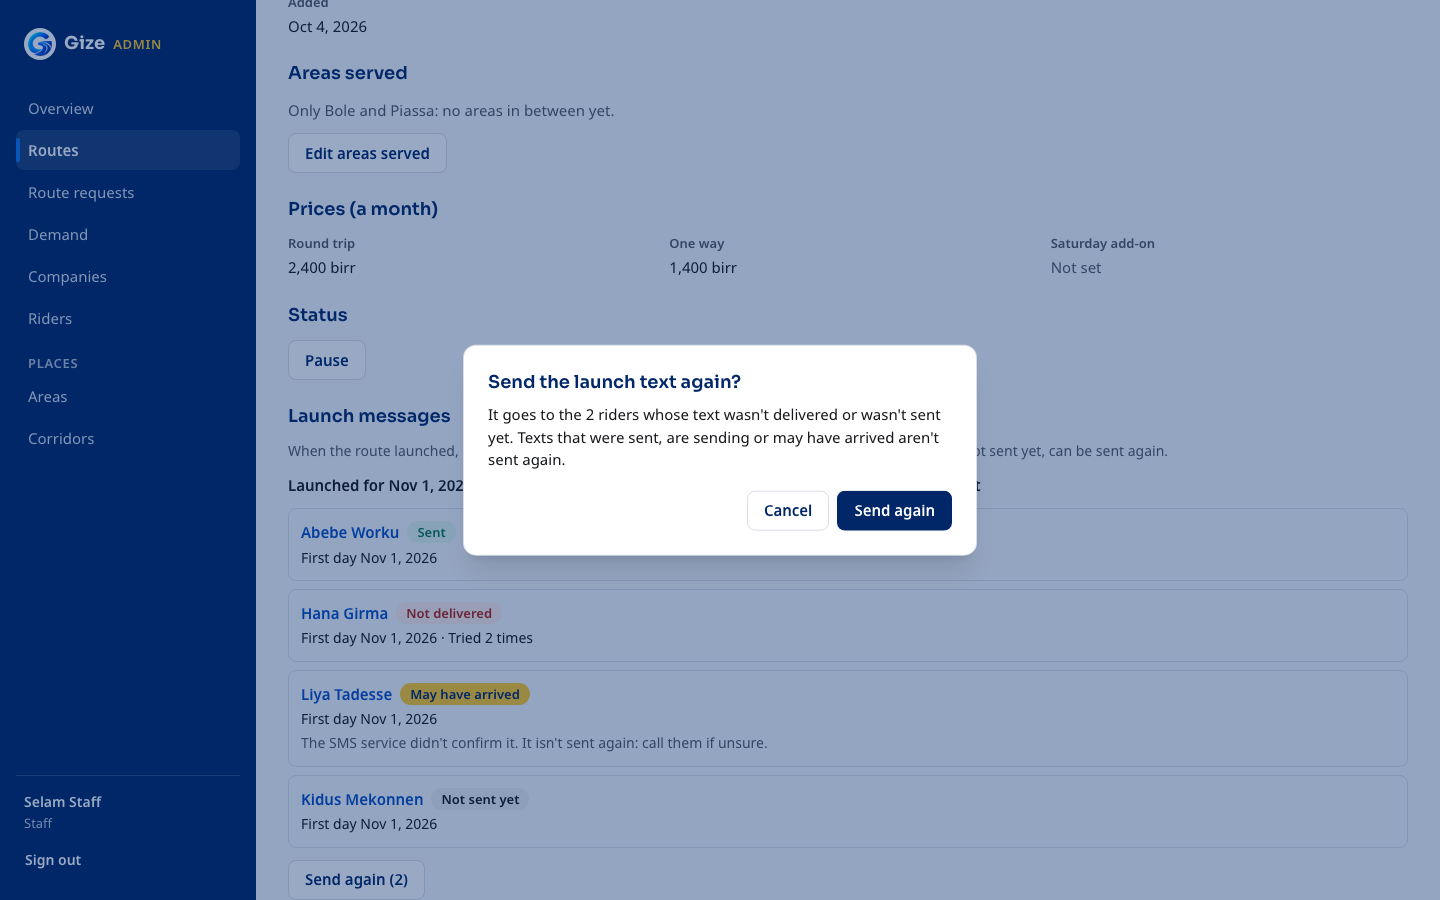 Gize ADMIN
Overview
Routes
Route requests
Demand
Companies
Riders
PLACES
Areas
Corridors
Selam Staff
Staff
Sign out
Added
Oct 4, 2026
Areas served
Only Bole and Piassa: no areas in between yet.
Edit areas served
Prices (a month)
Round trip
One way
Saturday add-on
2,400 birr
1,400 birr
Not set
Status
Pause
Launch messages
When the route launched,
sent yet, can be sent again.
Launched for Nov 1,
Send the launch text again?
It goes to the 2 riders whose text wasn't delivered or wasn't sent
yet. Texts that were sent, are sending or may have arrived aren't
sent again.
Cancel
Send again
Abebe Worku Sent
First day Nov 1, 2026
Hana Girma Not delivered
First day Nov 1, 2026 · Tried 2 times
Liya Tadesse May have arrived
First day Nov 1, 2026
The SMS service didn't confirm it. It isn't sent again: call them if unsure.
Kidus Mekonnen Not sent yet
First day Nov 1, 2026
Send again (2)